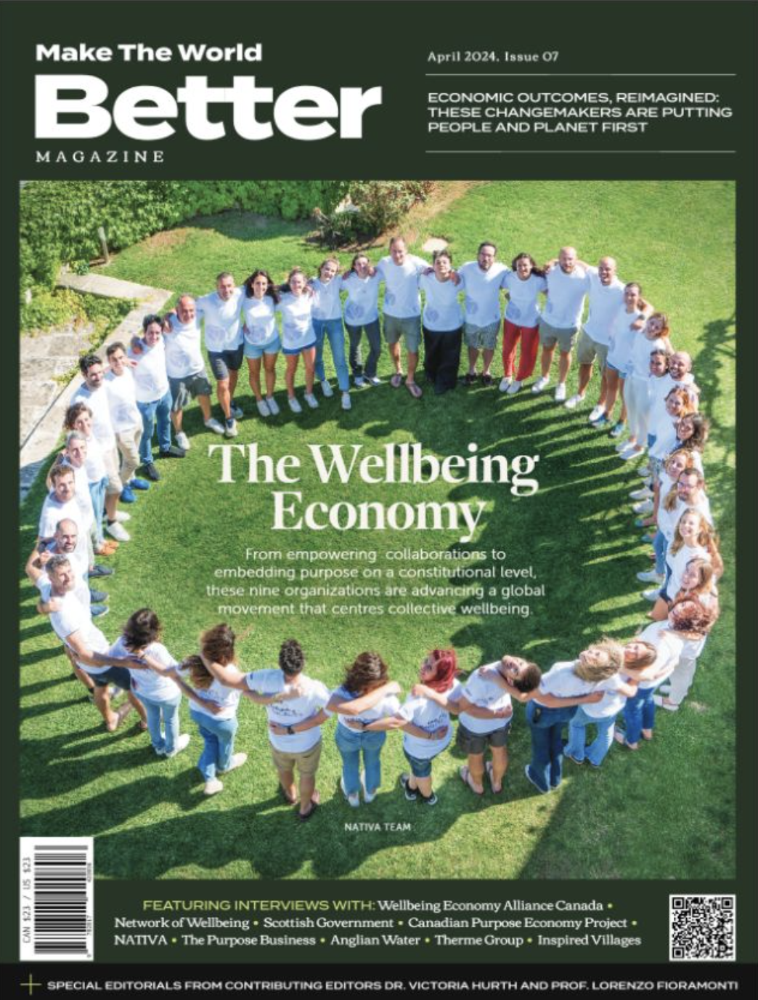 Make The World
Better
MAGAZINE
April 2024, Issue 07
ECONOMIC OUTCOMES, REIMAGINED:
THESE CHANGEMAKERS ARE PUTTING
PEOPLE AND PLANET FIRST
The Wellbeing
Economy
From empowering collaborations to
embedding purpose on a constitutional level,
these nine organizations are advancing a global
movement that centres collective wellbeing.
NATIVA TEAM
CAN $23 / US $23
FEATURING INTERVIEWS WITH: Wellbeing Economy Alliance Canada •
Network of Wellbeing • Scottish Government • Canadian Purpose Economy Project •
NATIVA • The Purpose Business • Anglian Water • Therme Group • Inspired Villages
SPECIAL EDITORIALS FROM CONTRIBUTING EDITORS DR. VICTORIA HURTH AND PROF. LORENZO FIORAMONTI